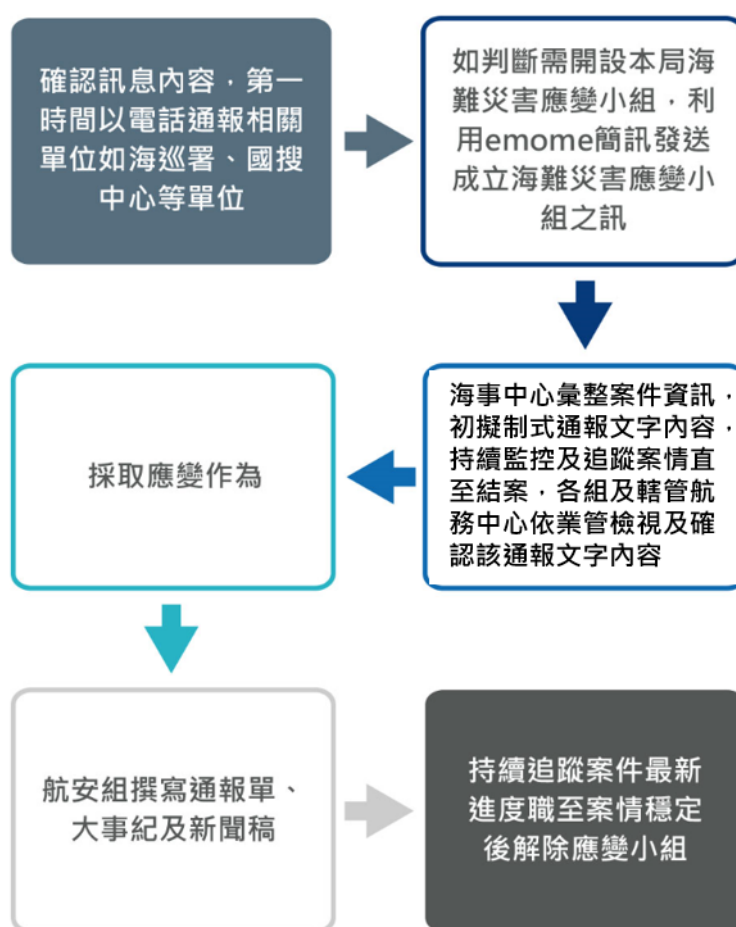 確認訊息內容，第一
時間以電話通報相關
單位如海巡署、國搜
中心等單位
如判斷需開設本局海
難災害應變小組，利
用emome簡訊發送
成立海難災害應變小
組之訊
海事中心彙整案件資訊，
初擬制式通報文字內容，
持續監控及追蹤案情直
至結案，各組及轄管航
務中心依業管檢視及確
認該通報文字內容
採取應變作為
航安組撰寫通報單、
大事紀及新聞稿
持續追蹤案件最新
進度職至案情穩定
後解除應變小組